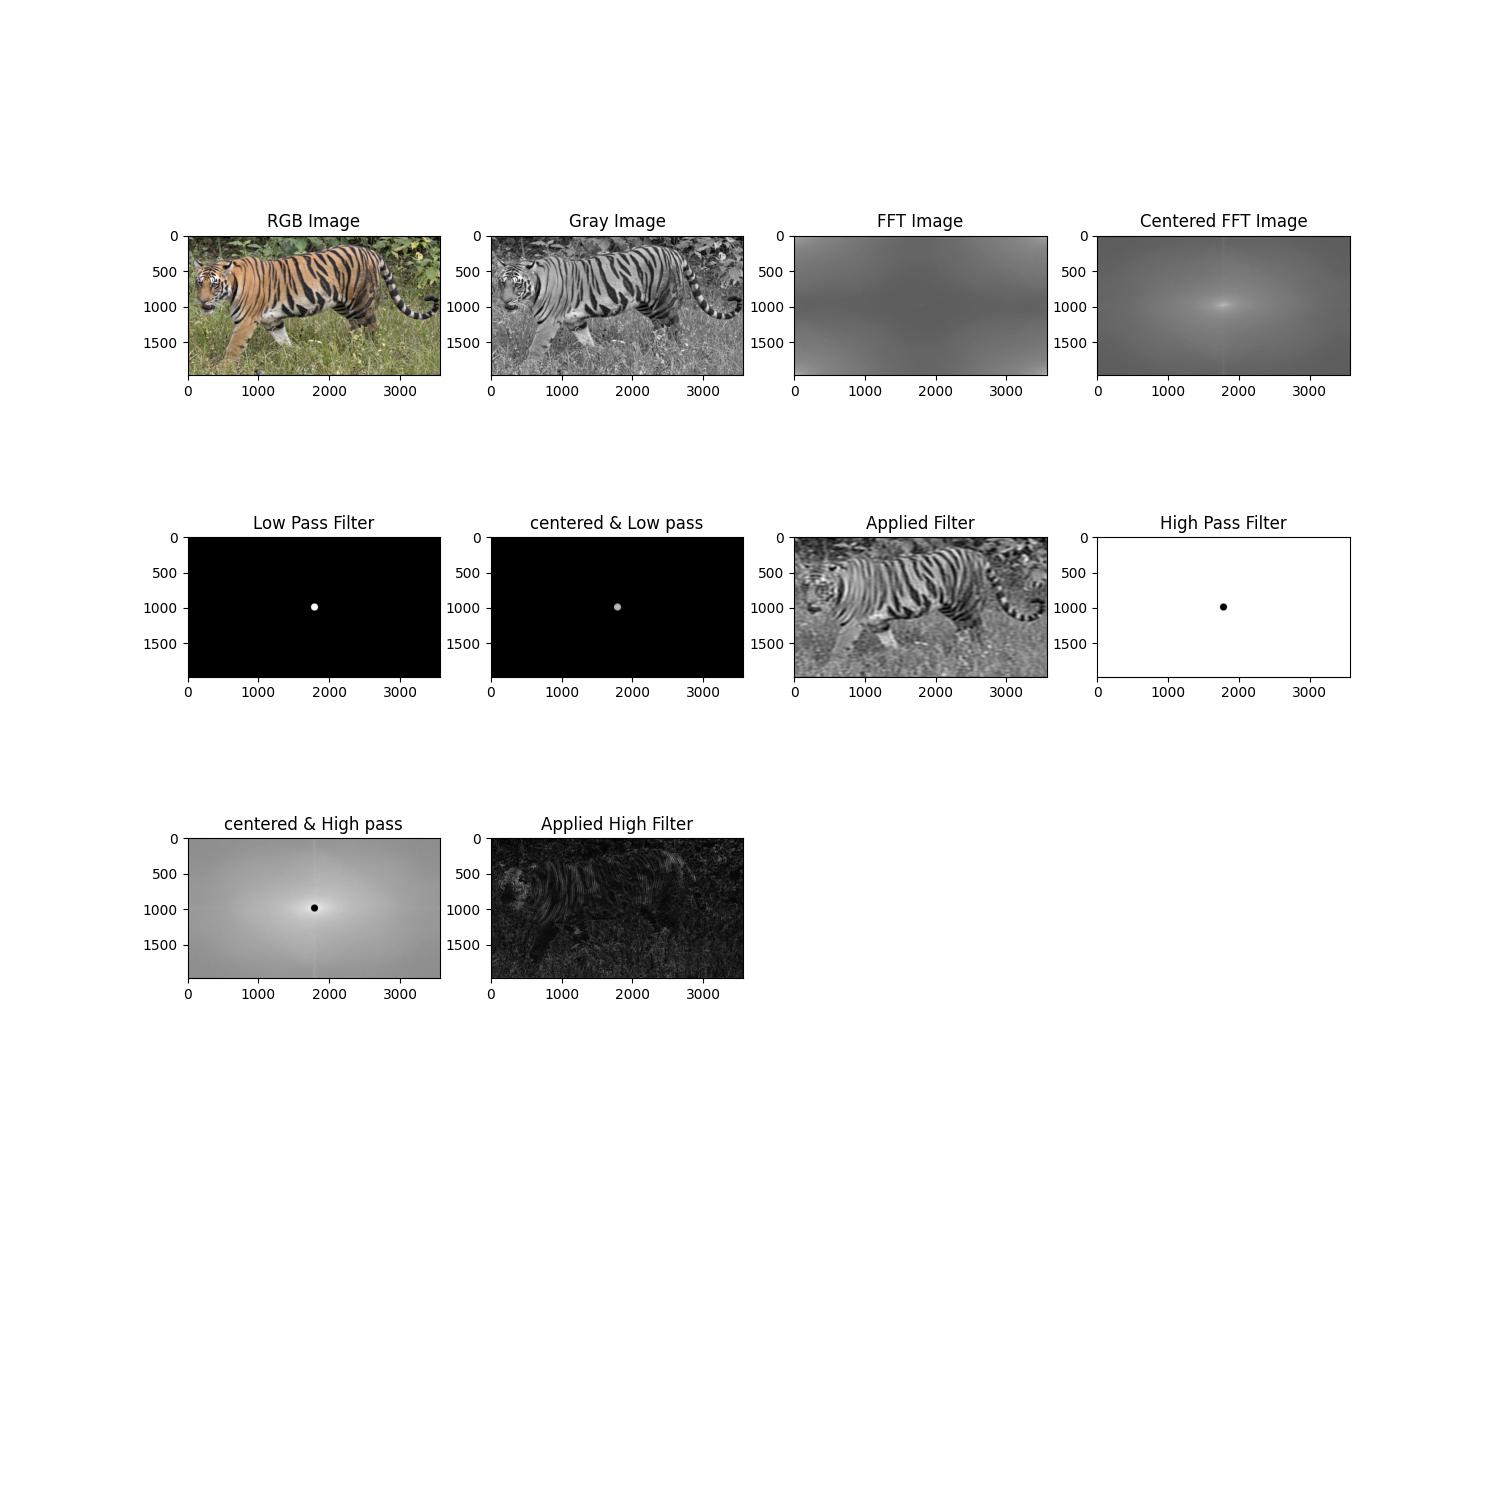 RGB Image
Gray Image
FFT Image
Centered FFT Image
0
500
1000
1500
0 1000 2000 3000
0
500
1000
1500
0 1000 2000 3000
0
500
1000
1500
0 1000 2000 3000
0
500
1000
1500
0 1000 2000 3000
Low Pass Filter
centered & Low pass
Applied Filter
High Pass Filter
0
500
1000
1500
0 1000 2000 3000
0
500
1000
1500
0 1000 2000 3000
0
500
1000
1500
0 1000 2000 3000
0
500
1000
1500
0 1000 2000 3000
centered & High pass
Applied High Filter
0
500
1000
1500
0 1000 2000 3000
0
500
1000
1500
0 1000 2000 3000